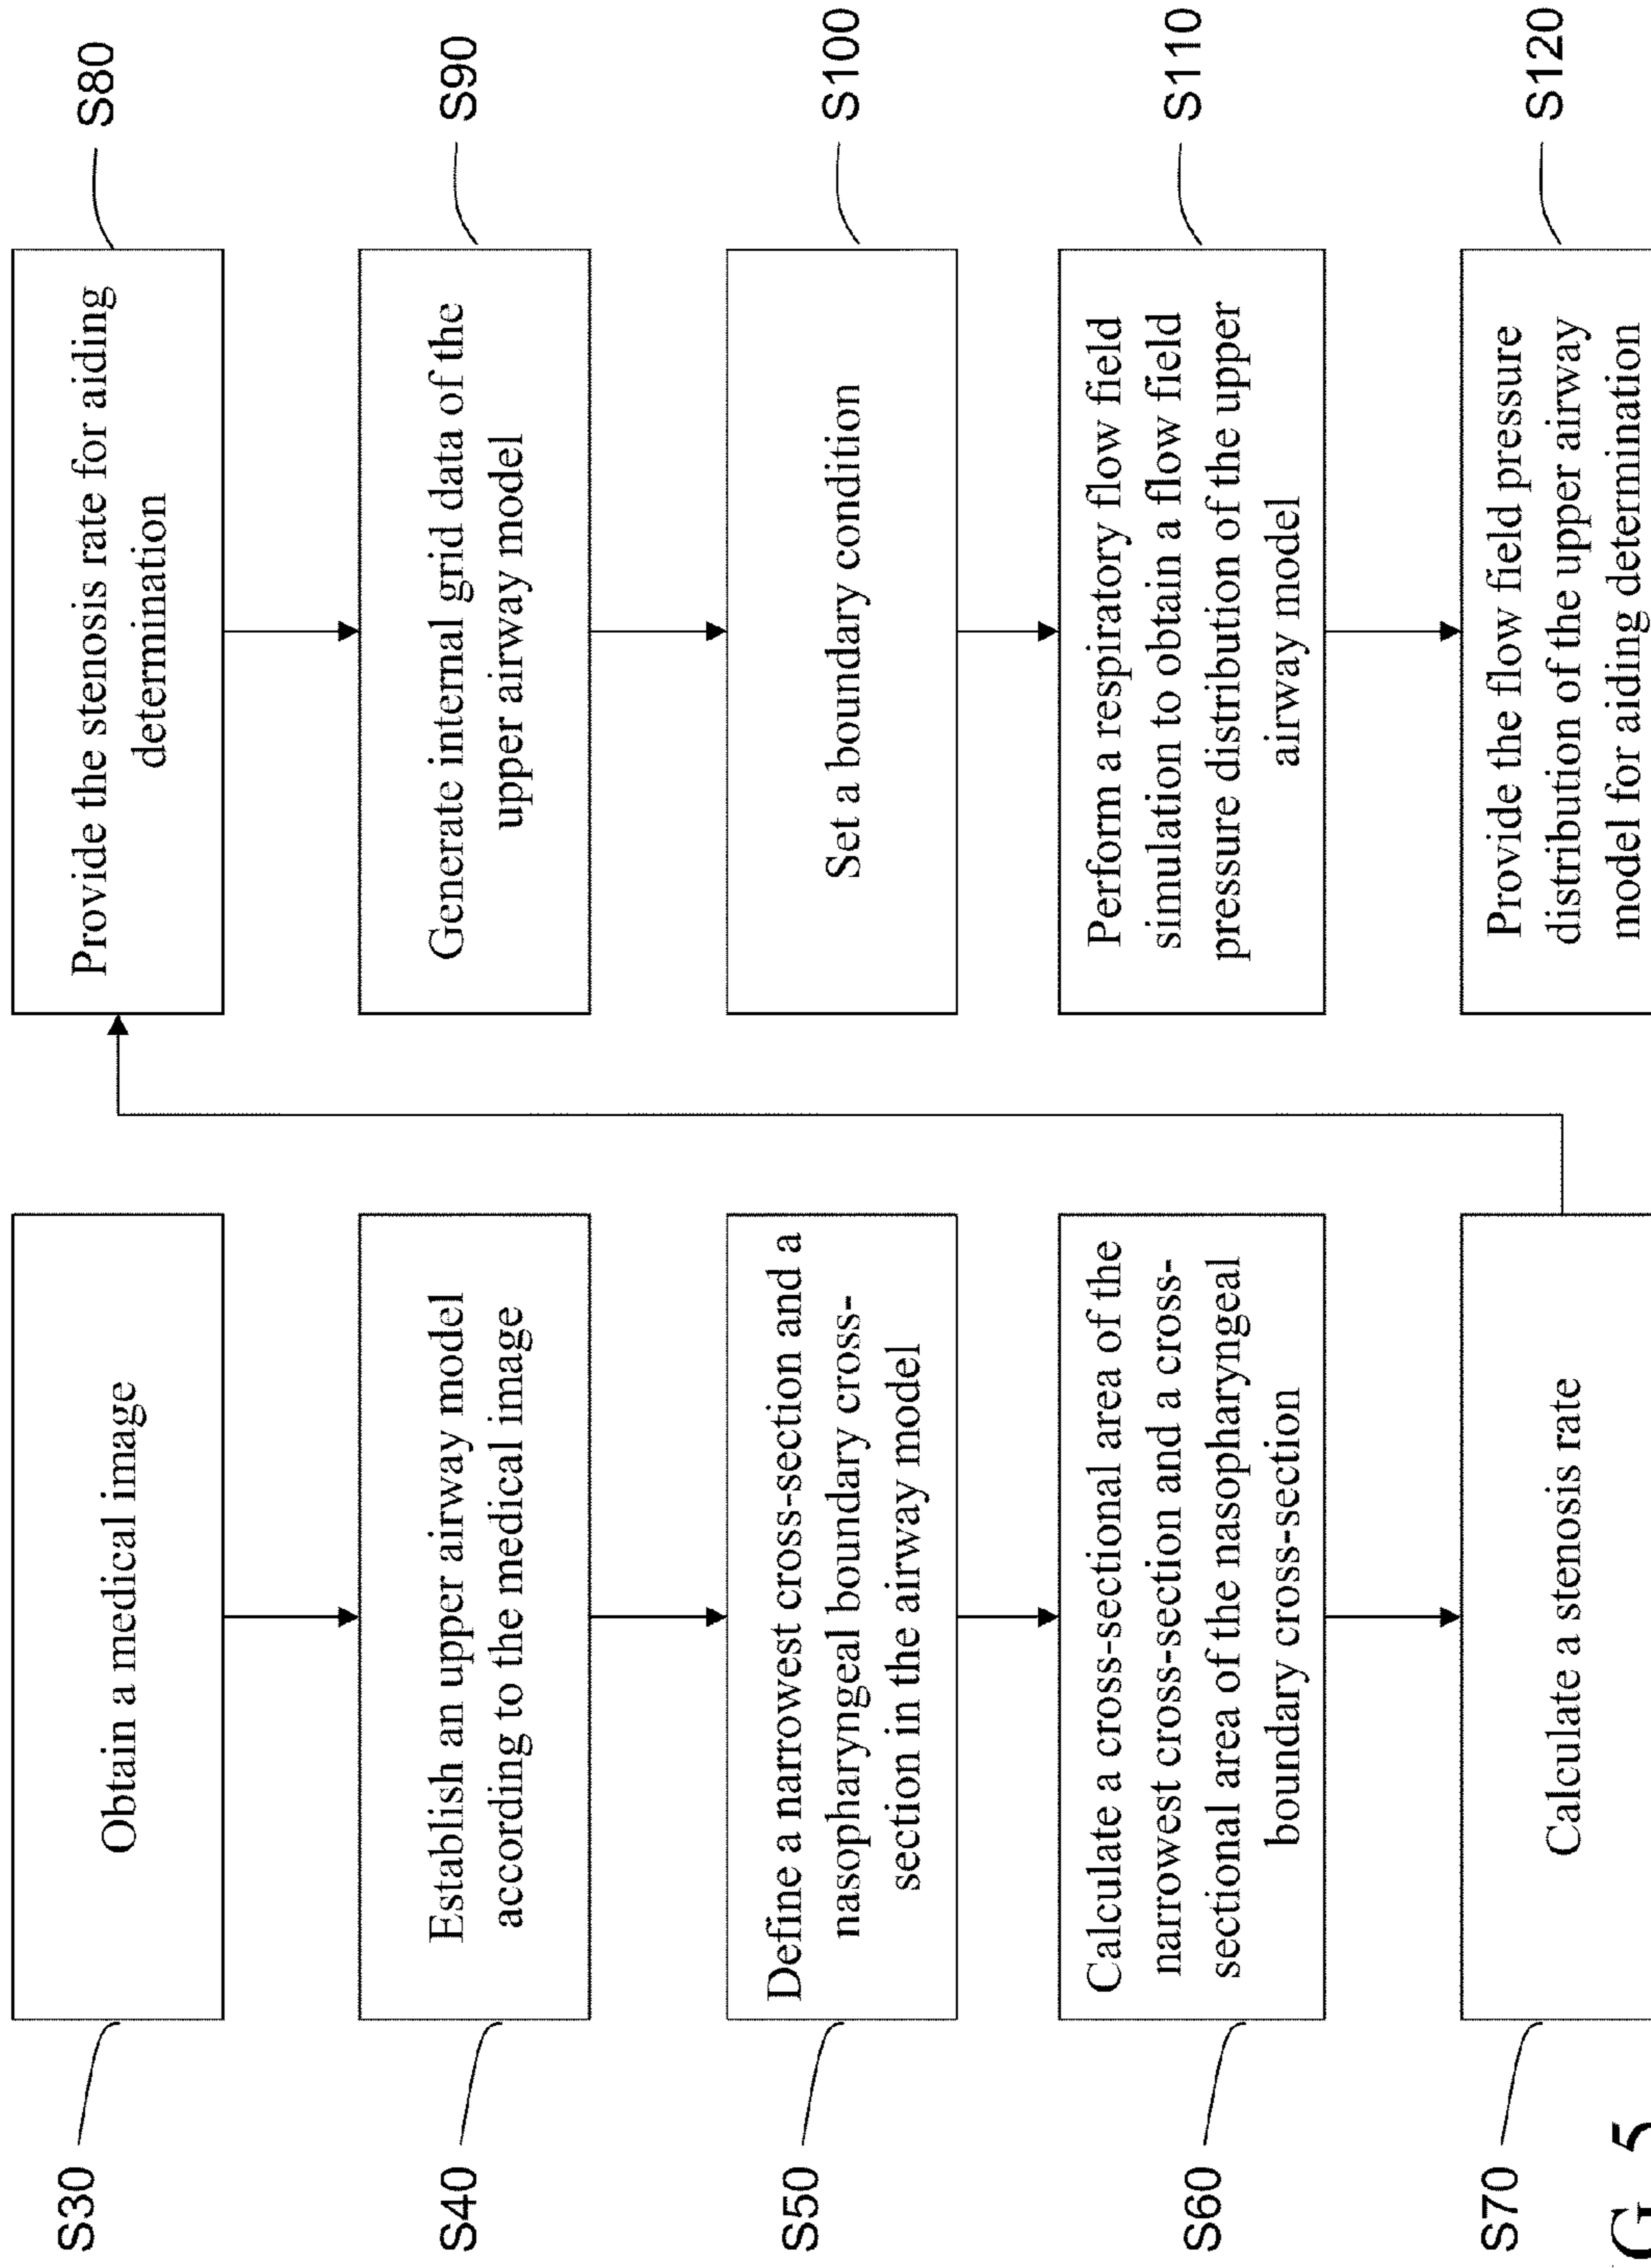 S30
Obtain a medical image
S40
Establish an upper airway model
according to the medical image
S50
Define a narrowest cross-section and a
nasopharyngeal boundary cross-
section in the airway model
S60
Calculate a cross-sectional area of the
narrowest cross-section and a cross-
sectional area of the nasopharyngeal
boundary cross-section
S70
Calculate a stenosis rate
S80
Provide the stenosis rate for aiding
determination
S90
Generate internal grid data of the
upper airway model
S100
Set a boundary condition
S110
Perform a respiratory flow field
simulation to obtain a flow field
pressure distribution of the upper
airway model
S120
Provide the flow field pressure
distribution of the upper airway
model for aiding determination
G. 5